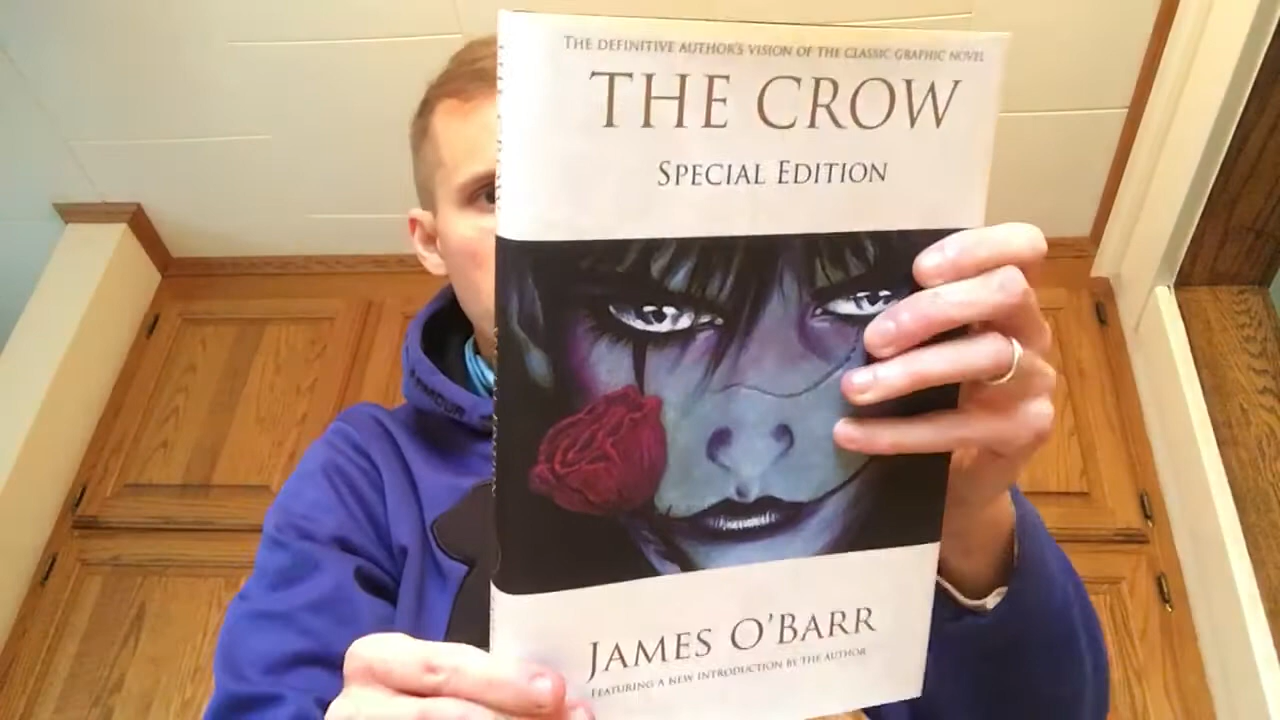 THE DEFINITIVE AUTHOR'S VISION OF THE CLASSIC GRAPHIC NOVEL
THE CROW
SPECIAL EDITION
JAMES O'BARR
FEATURING A NEW INTRODUCTION BY THE AUTHOR